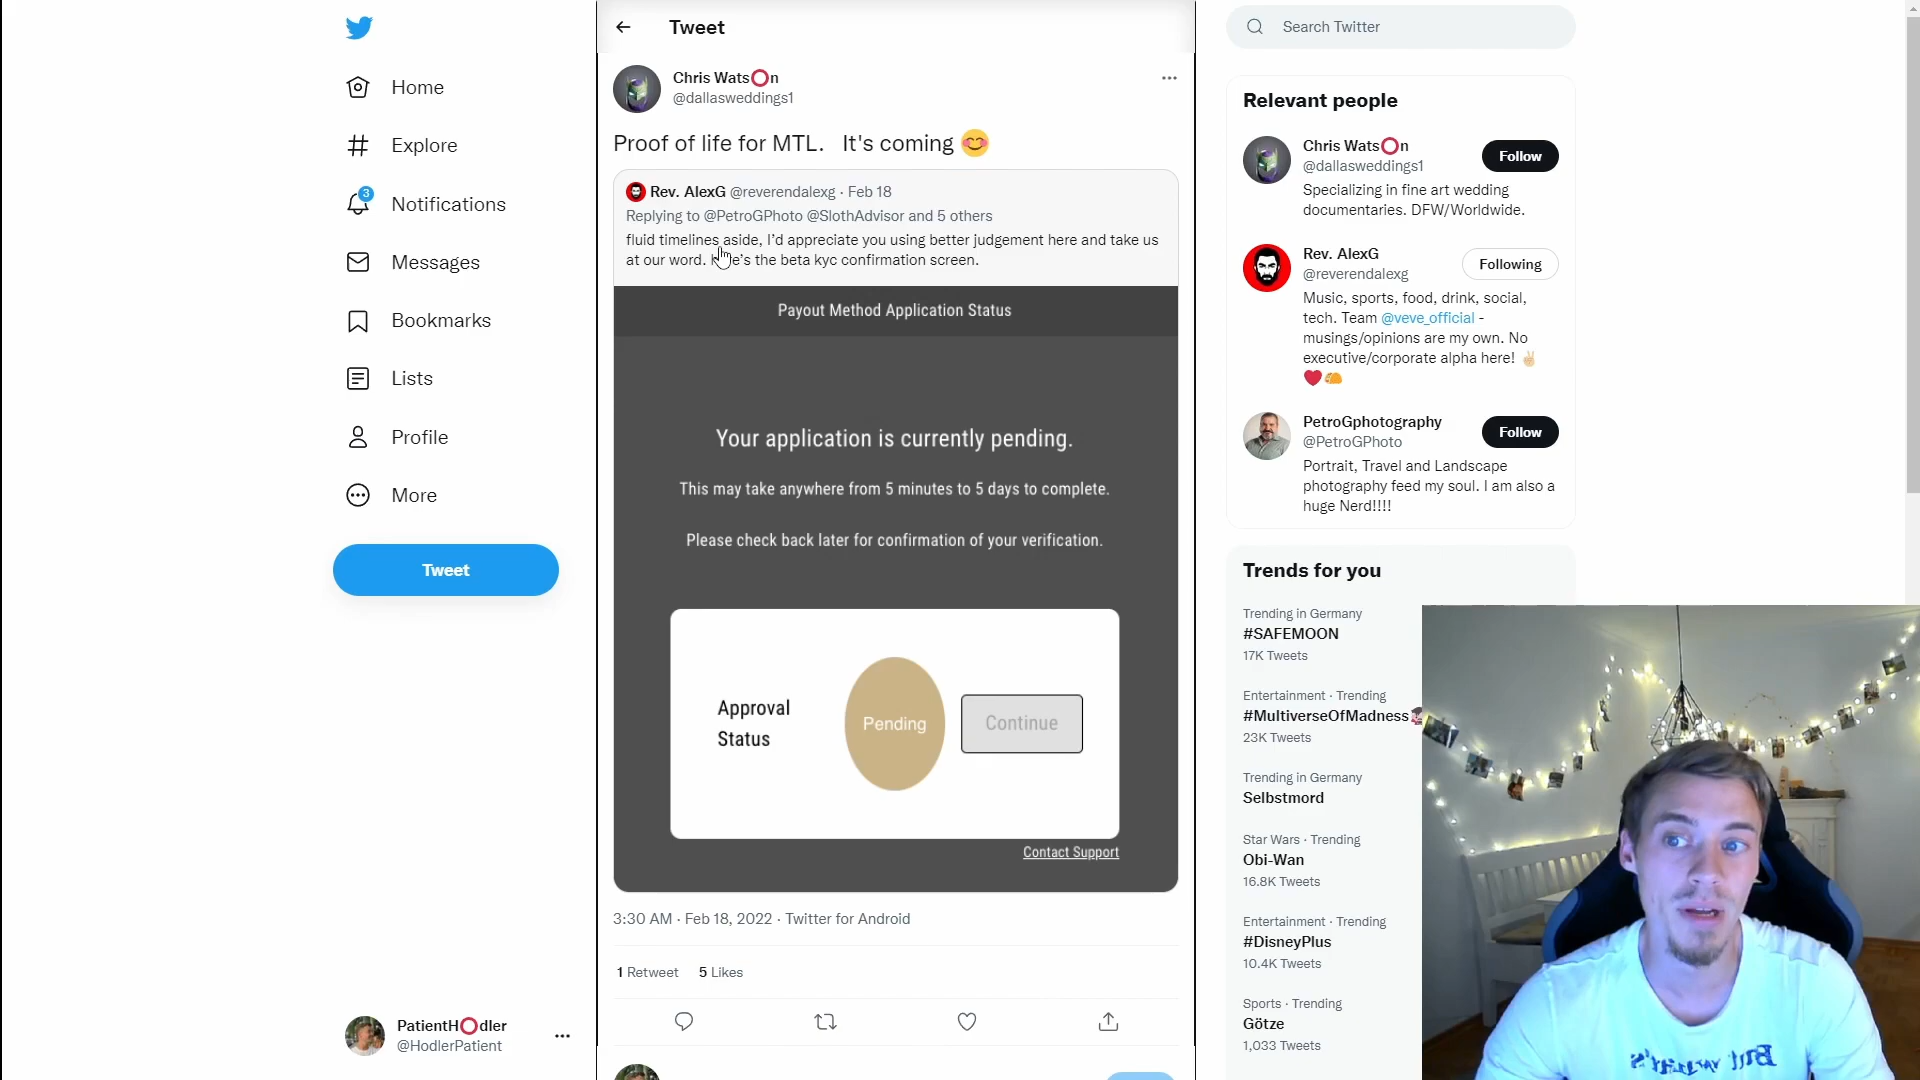 Home
Explore
3
Notifications
Messages
Bookmarks
Lists
Profile
More
Tweet
PatientH⭕dler
@HodlerPatient
Tweet
Chris Wats⭕n
@dallasweddings1
Proof of life for MTL. It's coming 😊
Rev. AlexG @reverendalexg · Feb 18
Replying to @PetroGPhoto @SlothAdvisor and 5 others
fluid timelines aside, I'd appreciate you using better judgement here and take us
at our word. the beta kyc confirmation screen.
Payout Method Application Status
Your application is currently pending.
This may take anywhere from 5 minutes to 5 days to complete.
Please check back later for confirmation of your verification.
Approval
Status
Pending
Continue
Contact Support
3:30 AM · Feb 18, 2022 · Twitter for Android
1 Retweet 5 Likes
Search Twitter
Relevant people
Chris Wats⭕n
@dallasweddings1
Follow
Specializing in fine art wedding
documentaries. DFW/Worldwide.
Rev. AlexG
@reverendalexg
Following
Music, sports, food, drink, social,
tech. Team @veve_official -
musings/opinions are my own. No
executive/corporate alpha here! ✌🏼
❤️🌮
PetroGphotography
@PetroGPhoto
Follow
Portrait, Travel and Landscape
photography feed my soul. I am also a
huge Nerd!!!!
Trends for you
Trending in Germany
#SAFEMOON
17K Tweets
Entertainment · Trending
#MultiverseOfMadness
23K Tweets
Trending in Germany
Selbstmord
Star Wars · Trending
Obi-Wan
16.8K Tweets
Entertainment · Trending
#DisneyPlus
10.4K Tweets
Sports · Trending
Götze
1,033 Tweets